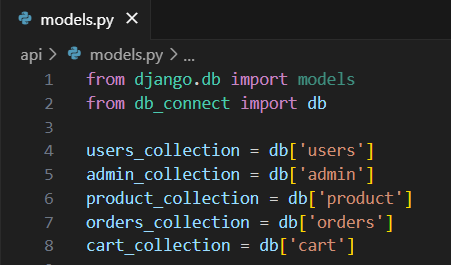 models.py ×
api > models.py > ...
1 from django.db import models
2 from db_connect import db
3
4 users_collection = db['users']
5 admin_collection = db['admin']
6 product_collection = db['product']
7 orders_collection = db['orders']
8 cart_collection = db['cart']